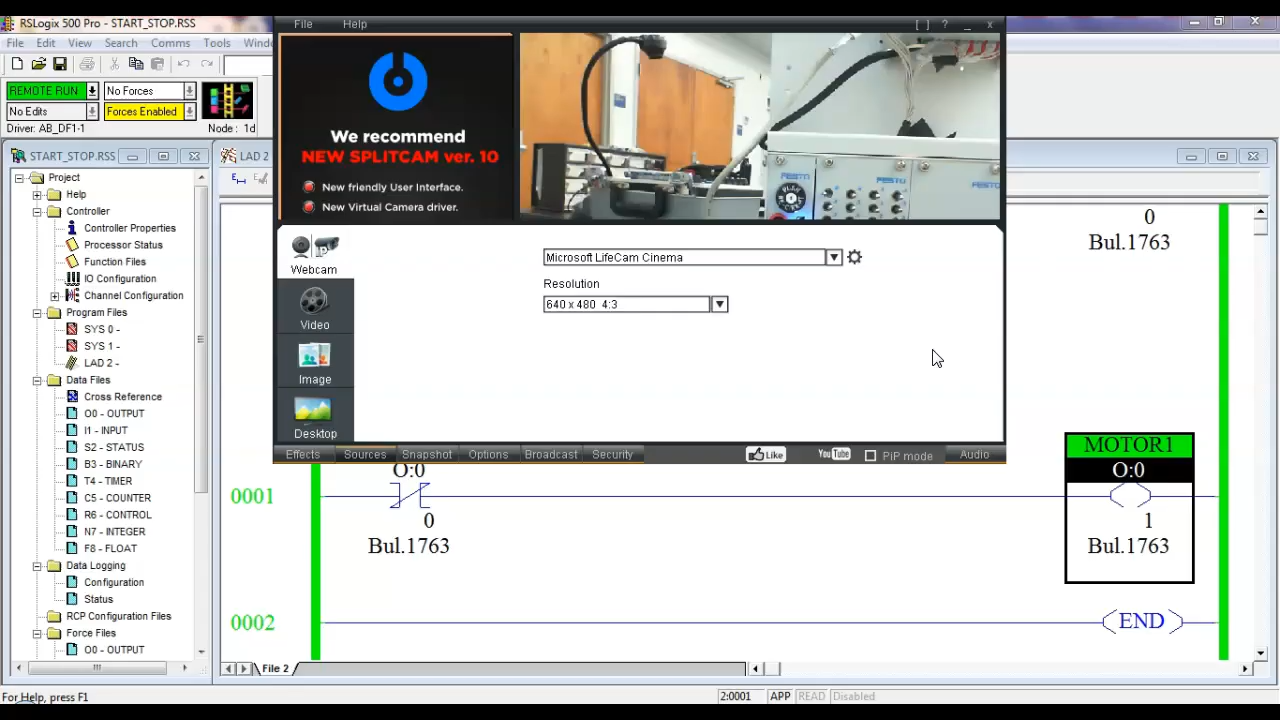 RSLogix 500 Pro - START_STOP.RSS
File Edit View Search Comms Tools Windo
REMOTE RUN No Forces
No Edits Forces Enabled
Driver: AB_DF1-1 Node : 1d
START_STOP.RSS
Project
Help
Controller
Controller Properties
Processor Status
Function Files
IO Configuration
Channel Configuration
Program Files
SYS 0 -
SYS 1 -
LAD 2 -
Data Files
Cross Reference
O0 - OUTPUT
I1 - INPUT
S2 - STATUS
B3 - BINARY
T4 - TIMER
C5 - COUNTER
R6 - CONTROL
N7 - INTEGER
F8 - FLOAT
Data Logging
Configuration
Status
RCP Configuration Files
Force Files
O0 - OUTPUT
LAD 2
File Help
[ ] ? _ x
We recommend
NEW SPLITCAM ver. 10
New friendly User Interface.
New Virtual Camera driver.
FESTO FESTO FESTO
IP
Webcam
Video
Image
Desktop
Microsoft LifeCam Cinema
Resolution
640 x 480 4:3
Effects Sources Snapshot Options Broadcast Security Like YouTube PiP mode Audio
0
Bul.1763
0001
O:0
0
Bul.1763
MOTOR1
O:0
1
Bul.1763
0002
END
File 2
For Help, press F1
2:0001 APP READ Disabled